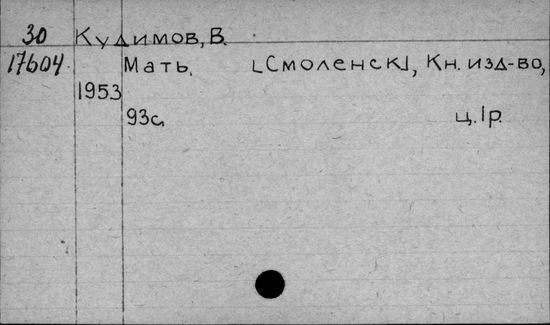 30 Кудимов, В.
17604 Мать. [Смоленск], Кн. изд-во,
1953
93с. ц. 1р.